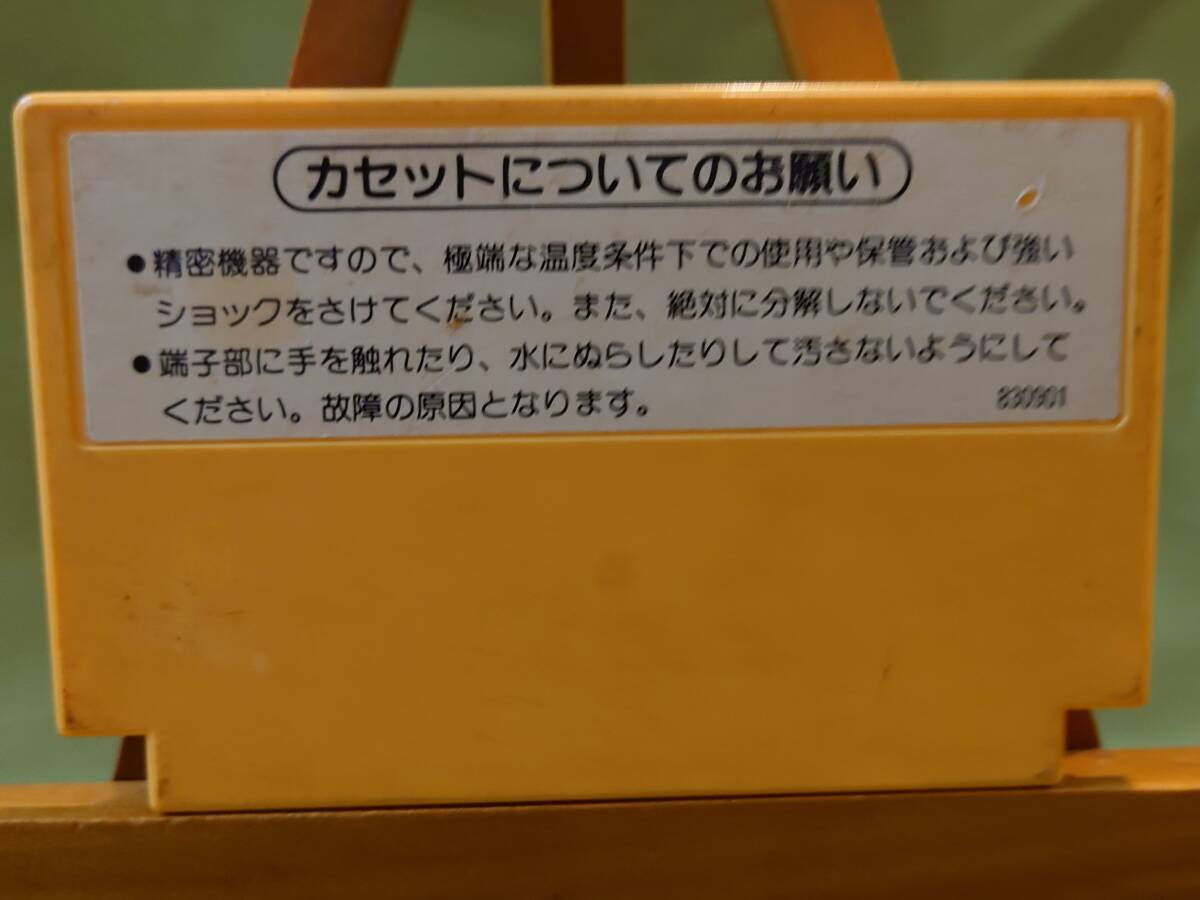 カセットについてのお願い
●精密機器ですので、極端な温度条件下での使用や保管および強い
ショックをさけてください。また、絶対に分解しないでください。
●端子部に手を触れたり、水にぬらしたりして汚さないようにして
ください。故障の原因となります。
830901